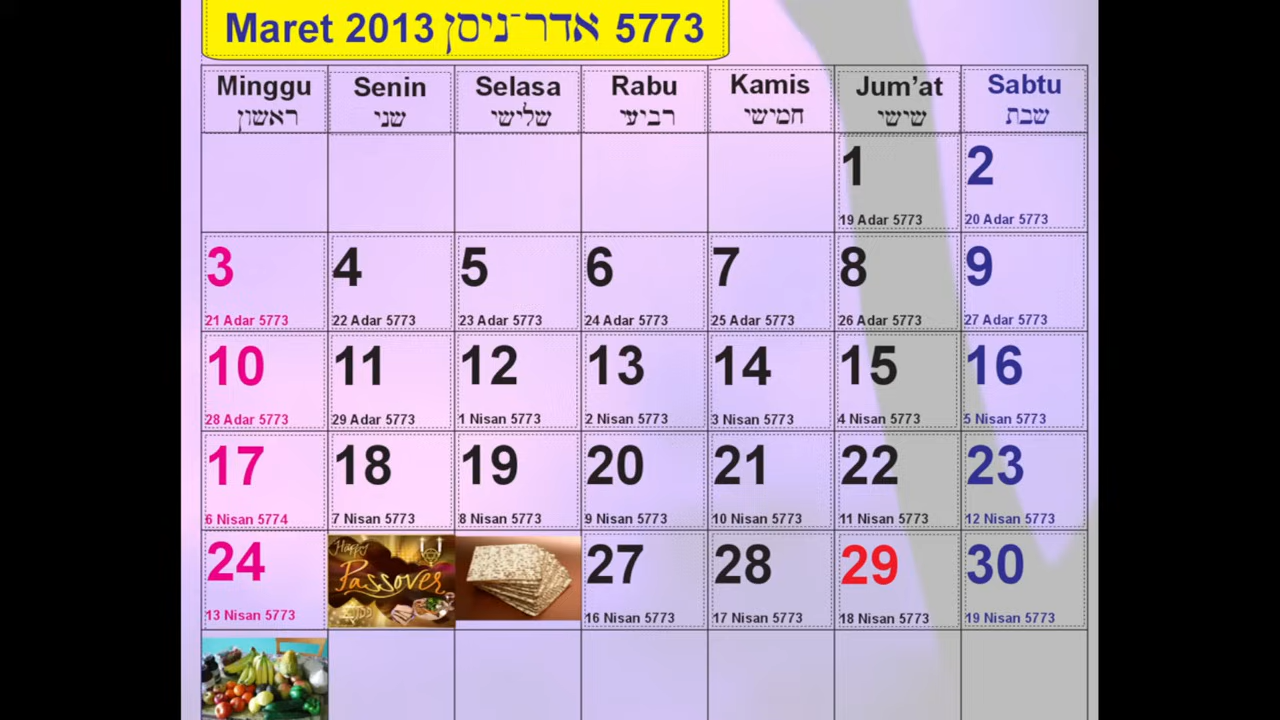 Maret 2013 אדר־ניסן 5773
Minggu Senin Selasa Rabu Kamis Jum’at Sabtu
ראשון שני שלישי רביעי חמישי שישי שבת
1 2
19 Adar 5773 20 Adar 5773
3 4 5 6 7 8 9
21 Adar 5773 22 Adar 5773 23 Adar 5773 24 Adar 5773 25 Adar 5773 26 Adar 5773 27 Adar 5773
10 11 12 13 14 15 16
28 Adar 5773 29 Adar 5773 1 Nisan 5773 2 Nisan 5773 3 Nisan 5773 4 Nisan 5773 5 Nisan 5773
17 18 19 20 21 22 23
6 Nisan 5774 7 Nisan 5773 8 Nisan 5773 9 Nisan 5773 10 Nisan 5773 11 Nisan 5773 12 Nisan 5773
24 Happy Passover 27 28 29 30
13 Nisan 5773 16 Nisan 5773 17 Nisan 5773 18 Nisan 5773 19 Nisan 5773